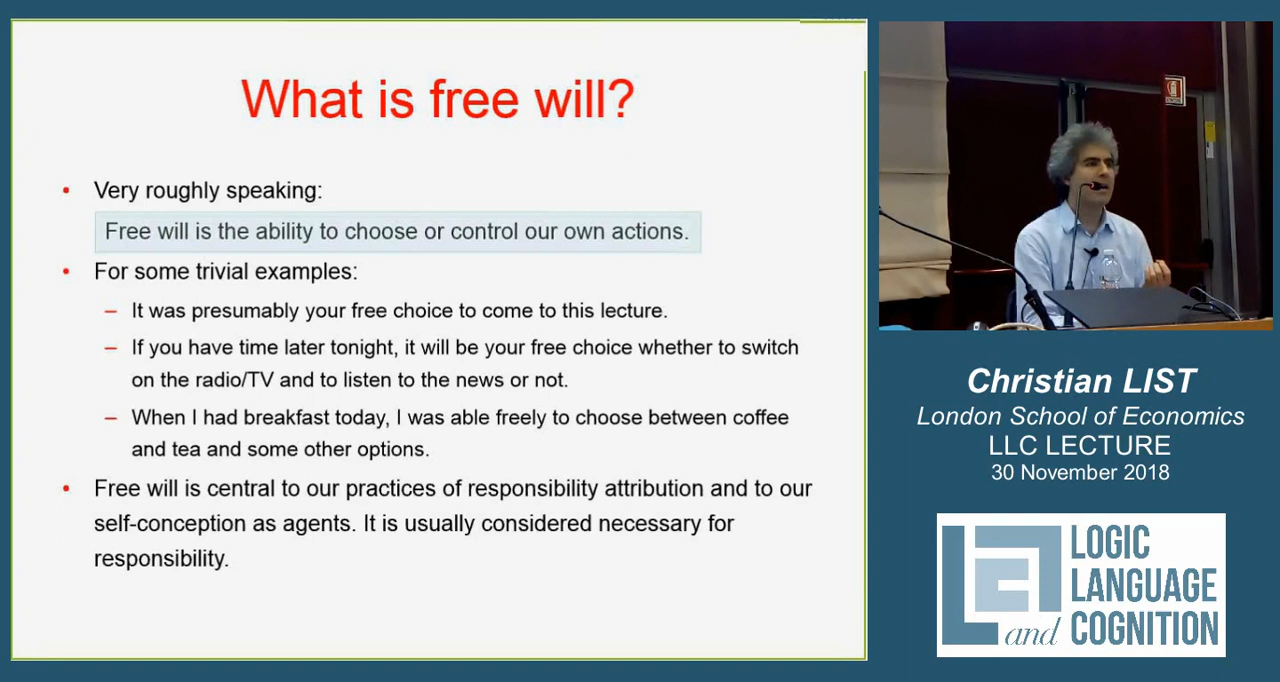 What is free will?
• Very roughly speaking:
Free will is the ability to choose or control our own actions.
• For some trivial examples:
– It was presumably your free choice to come to this lecture.
– If you have time later tonight, it will be your free choice whether to switch
on the radio/TV and to listen to the news or not.
– When I had breakfast today, I was able freely to choose between coffee
and tea and some other options.
• Free will is central to our practices of responsibility attribution and to our
self-conception as agents. It is usually considered necessary for
responsibility.
Christian LIST
London School of Economics
LLC LECTURE
30 November 2018
LOGIC
LANGUAGE
and COGNITION